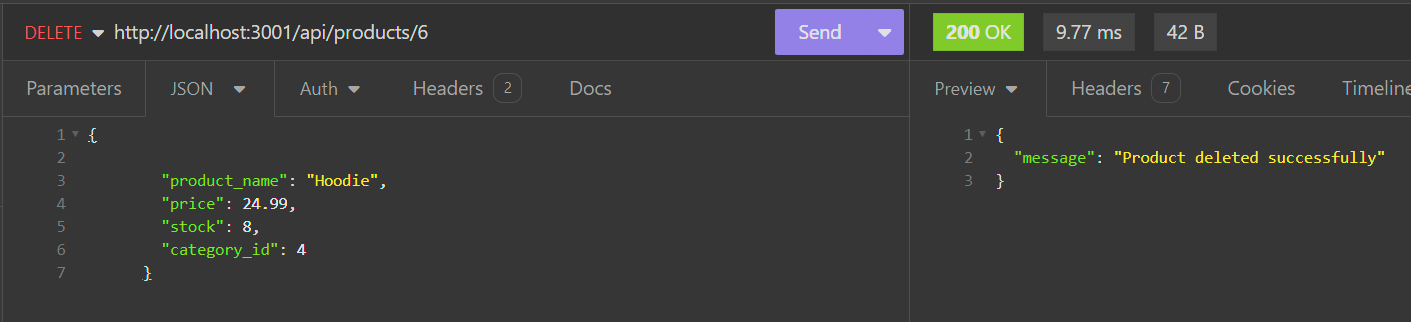 DELETE http://localhost:3001/api/products/6 Send 200 OK 9.77 ms 42 B
Parameters JSON Auth Headers 2 Docs Preview Headers 7 Cookies Timeline
1 {
2
3 "product_name": "Hoodie",
4 "price": 24.99,
5 "stock": 8,
6 "category_id": 4
7 }
1 {
2 "message": "Product deleted successfully"
3 }